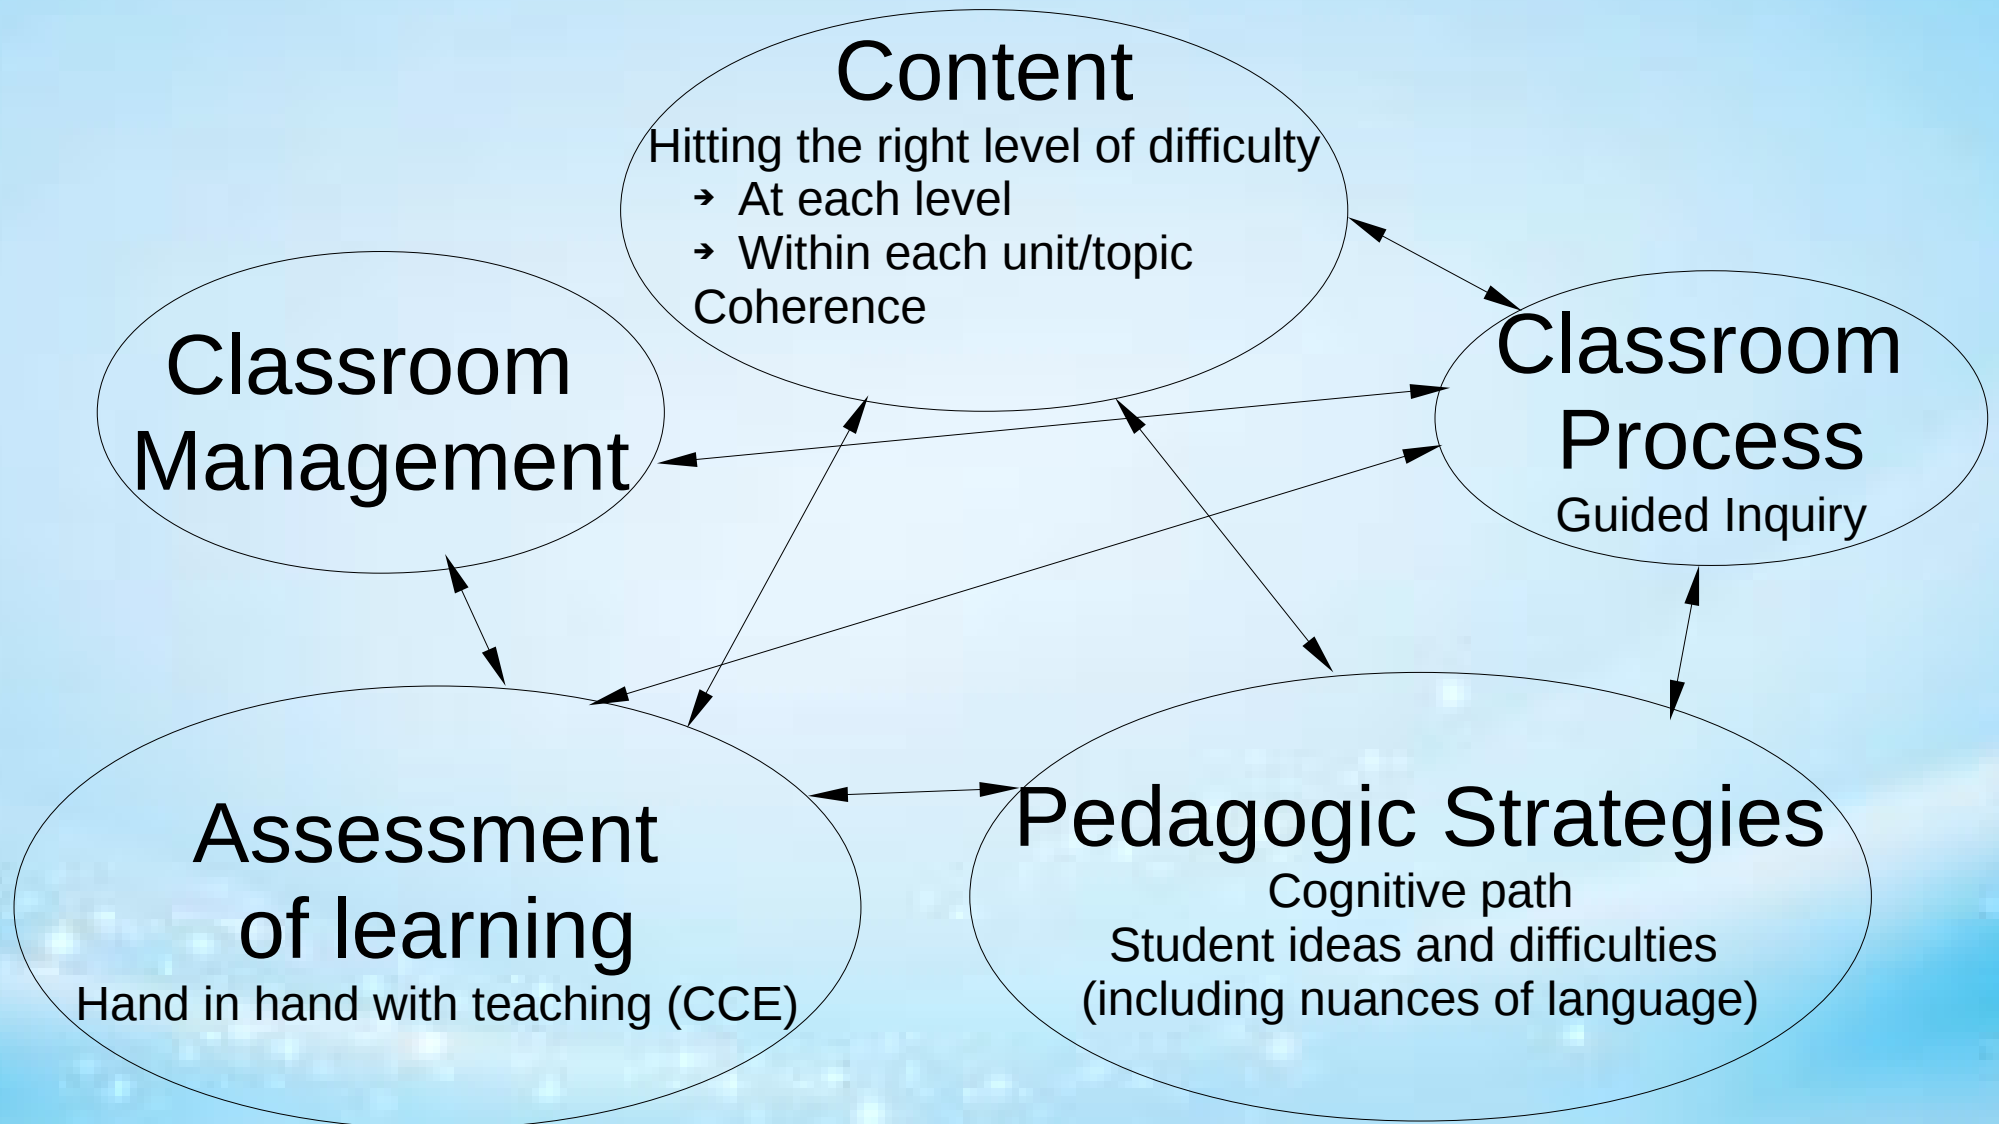 Content
Hitting the right level of difficulty
➔ At each level
➔ Within each unit/topic
Coherence
Classroom
Management
Classroom
Process
Guided Inquiry
Assessment
of learning
Hand in hand with teaching (CCE)
Pedagogic Strategies
Cognitive path
Student ideas and difficulties
(including nuances of language)